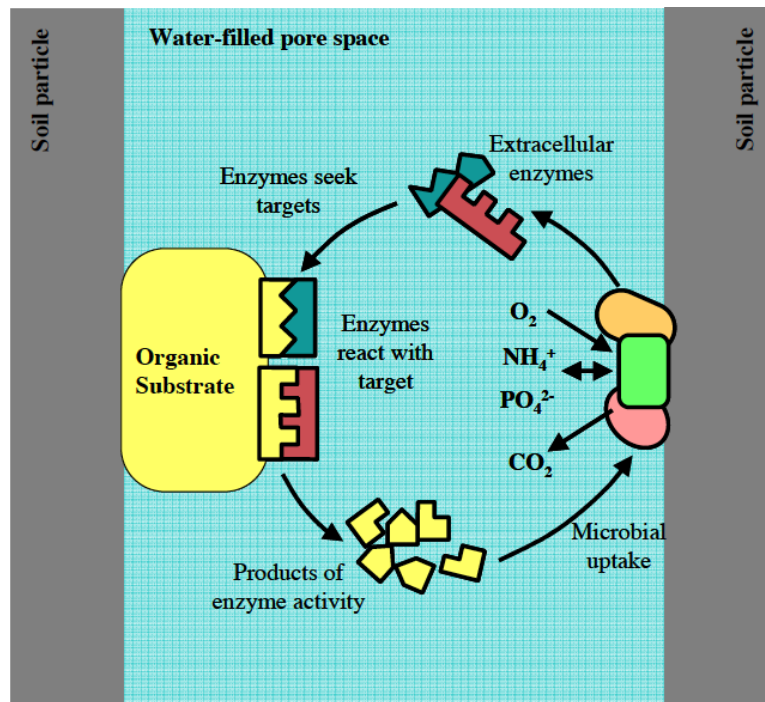 Soil particle
Water-filled pore space
Soil particle
Extracellular
enzymes
Enzymes seek
targets
Organic
Substrate
Enzymes
react with
target
O₂
NH₄⁺
PO₄²⁻
CO₂
Microbial
uptake
Products of
enzyme activity